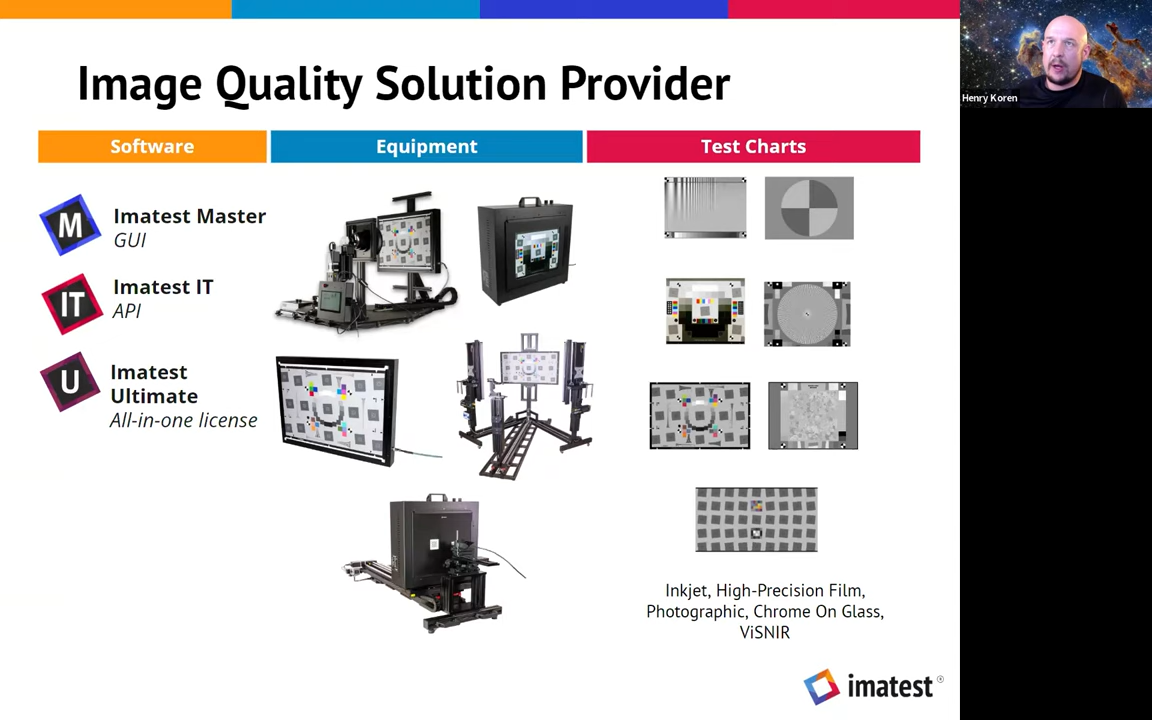 Image Quality Solution Provider
Henry Koren
Software
Equipment
Test Charts
M
Imatest Master
GUI
IT
Imatest IT
API
U
Imatest
Ultimate
All-in-one license
Inkjet, High-Precision Film,
Photographic, Chrome On Glass,
ViSNIR
imatest®